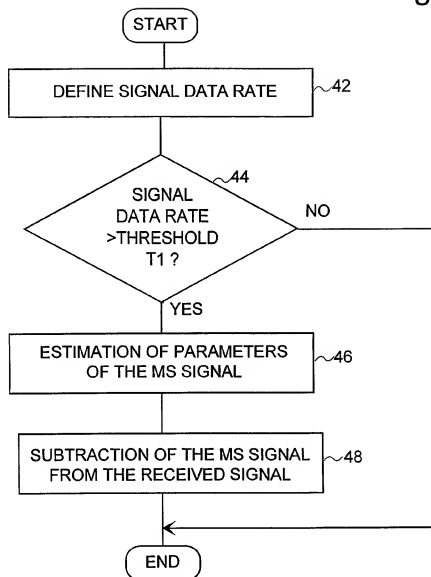 START
DEFINE SIGNAL DATA RATE
42
44
SIGNAL
DATA RATE
>THRESHOLD
T1 ?
NO
YES
ESTIMATION OF PARAMETERS
OF THE MS SIGNAL
46
SUBTRACTION OF THE MS SIGNAL
FROM THE RECEIVED SIGNAL
48
END